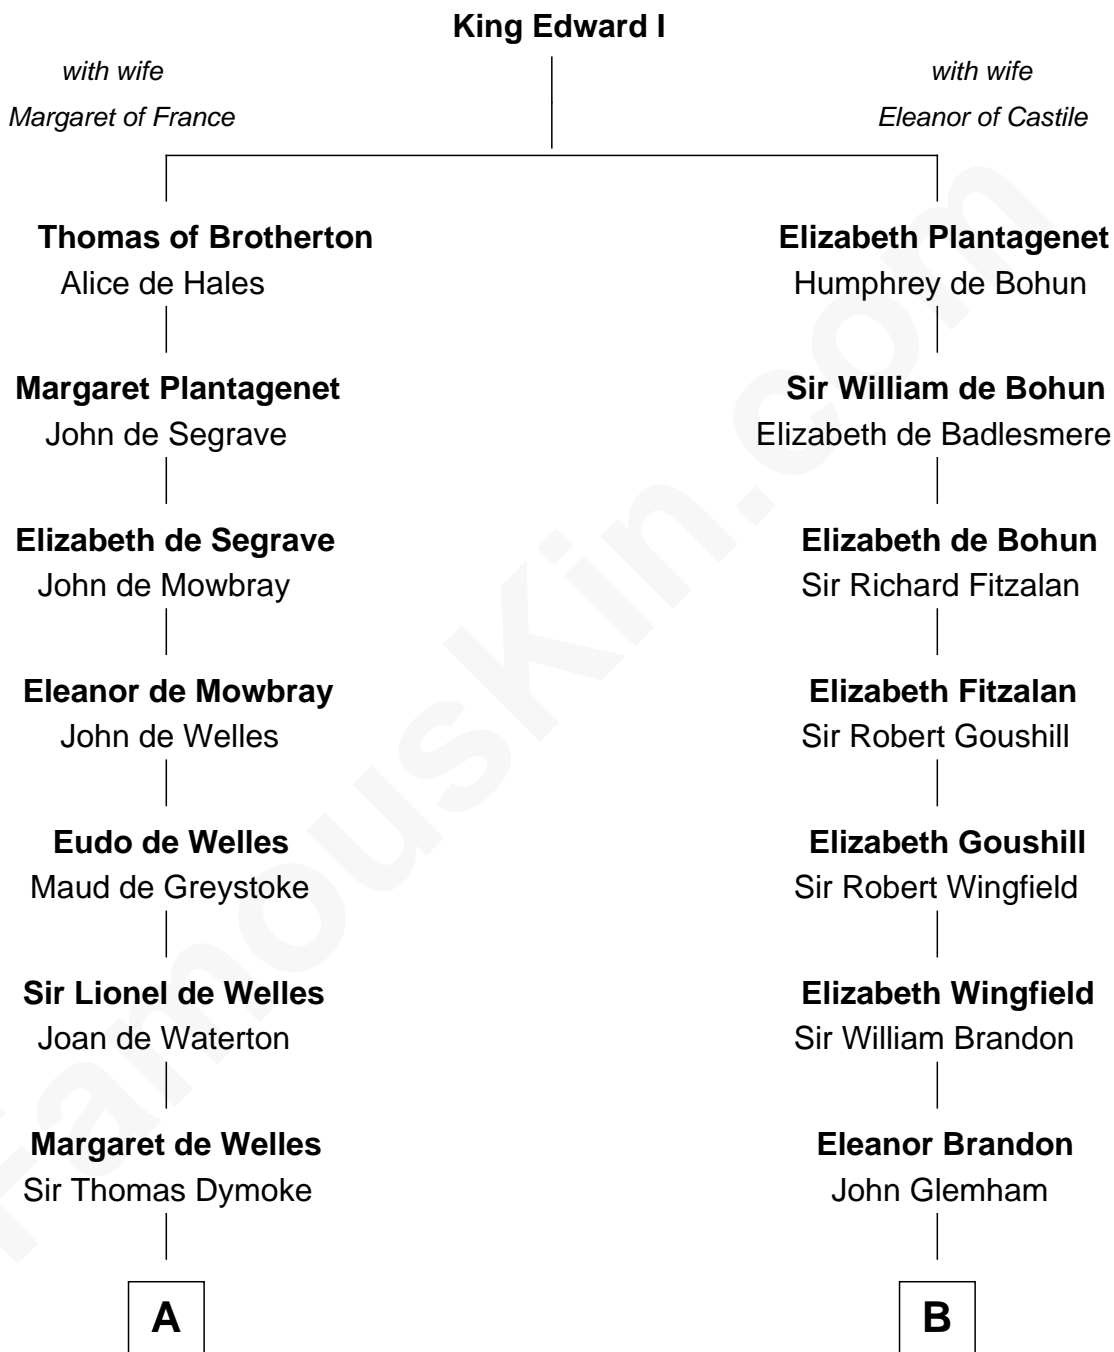 King Edward I
with wife
Margaret of France
with wife
Eleanor of Castile
Thomas of Brotherton
Alice de Hales
Elizabeth Plantagenet
Humphrey de Bohun
Margaret Plantagenet
John de Segrave
Sir William de Bohun
Elizabeth de Badlesmere
Elizabeth de Segrave
John de Mowbray
Elizabeth de Bohun
Sir Richard Fitzalan
Eleanor de Mowbray
John de Welles
Elizabeth Fitzalan
Sir Robert Goushill
Eudo de Welles
Maud de Greystoke
Elizabeth Goushill
Sir Robert Wingfield
Sir Lionel de Welles
Joan de Waterton
Elizabeth Wingfield
Sir William Brandon
Margaret de Welles
Sir Thomas Dymoke
Eleanor Brandon
John Glemham
A
B
FamousKin.com